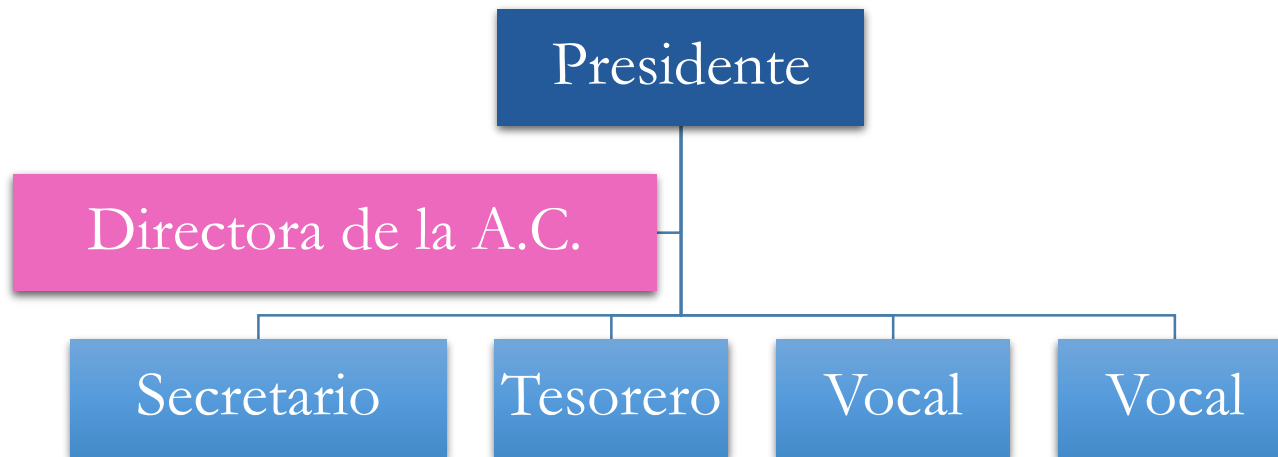 Presidente
Directora de la A.C.
Secretario
Tesorero
Vocal
Vocal